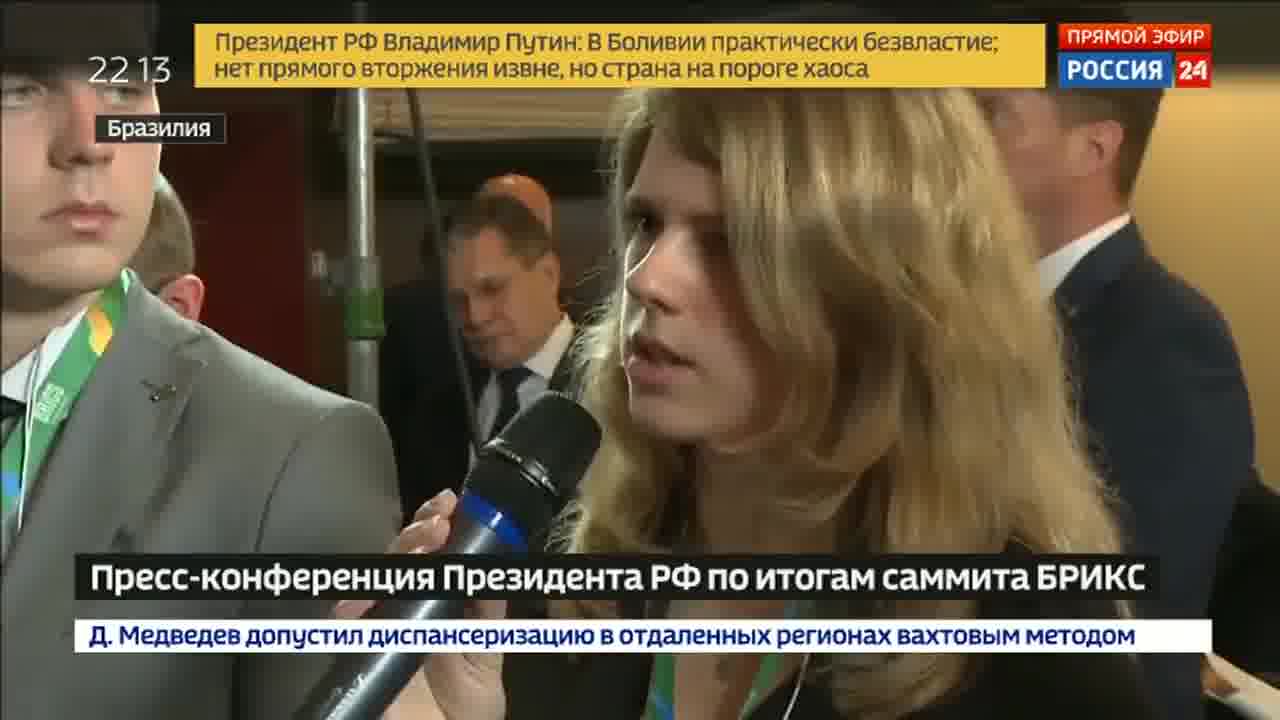 22 13
Президент РФ Владимир Путин: В Боливии практически безвластие;
нет прямого вторжения извне, но страна на пороге хаоса
ПРЯМОЙ ЭФИР
РОССИЯ 24
Бразилия
Пресс-конференция Президента РФ по итогам саммита БРИКС
Д. Медведев допустил диспансеризацию в отдаленных регионах вахтовым методом